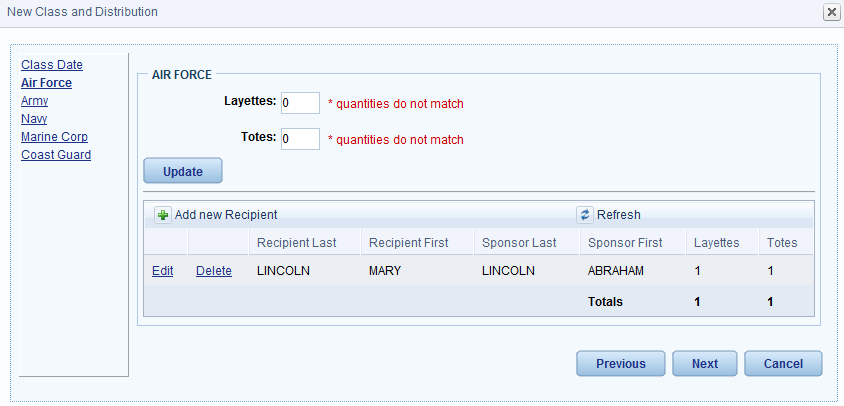 New Class and Distribution
Class Date
Air Force
Army
Navy
Marine Corp
Coast Guard
AIR FORCE
Layettes: 0 * quantities do not match
Totes: 0 * quantities do not match
Update
Add new Recipient Refresh
Recipient Last Recipient First Sponsor Last Sponsor First Layettes Totes
Edit Delete LINCOLN MARY LINCOLN ABRAHAM 1 1
Totals 1 1
Previous Next Cancel